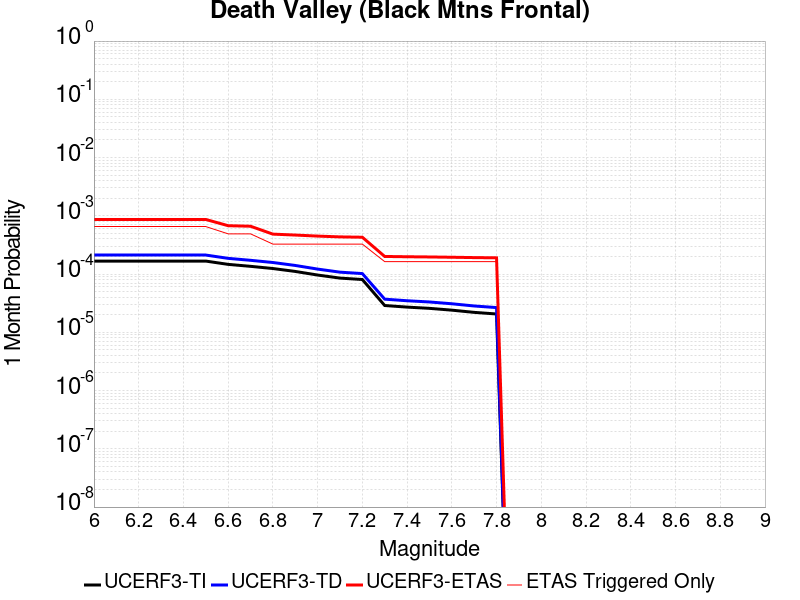 Death Valley (Black Mtns Frontal)
10^0
10^-1
10^-2
10^-3
10^-4
10^-5
10^-6
10^-7
10^-8
1 Month Probability
6 6.2 6.4 6.6 6.8 7 7.2 7.4 7.6 7.8 8 8.2 8.4 8.6 8.8 9
Magnitude
UCERF3-TI UCERF3-TD UCERF3-ETAS ETAS Triggered Only